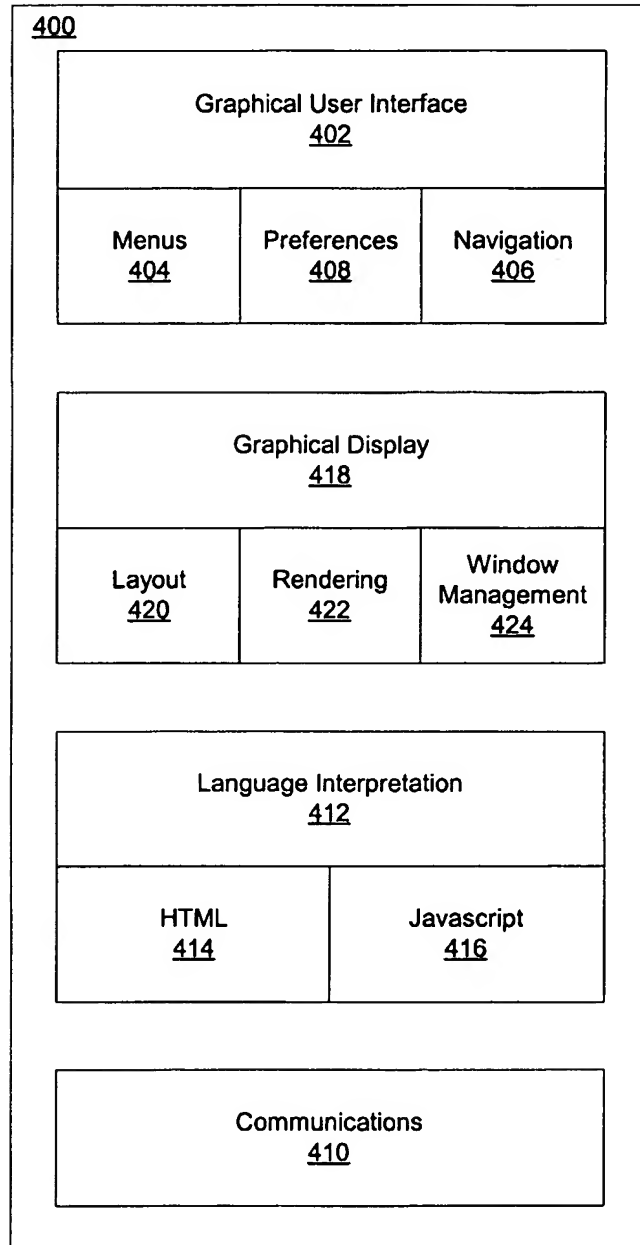 400
Graphical User Interface
402
Menus
404
Preferences
408
Navigation
406
Graphical Display
418
Layout
420
Rendering
422
Window
Management
424
Language Interpretation
412
HTML
414
Javascript
416
Communications
410